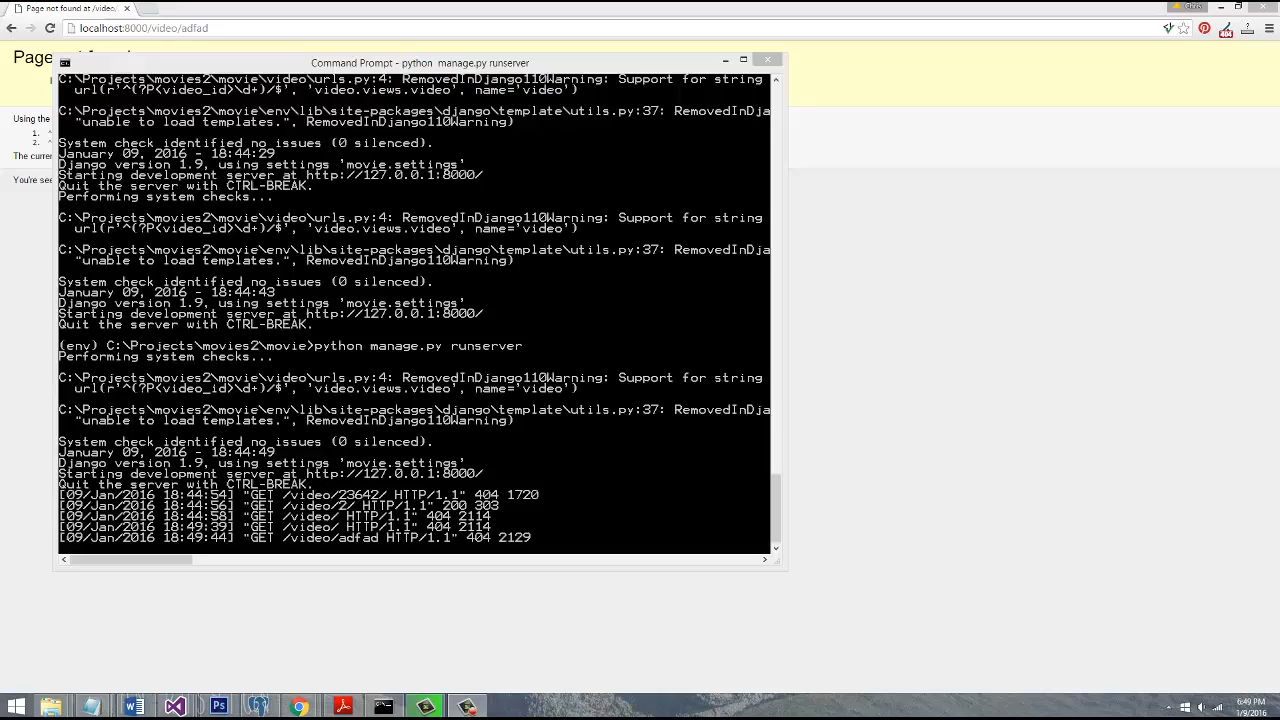 Page not found at /video/
Chris
localhost:8000/video/adfad
404
Page not found
Command Prompt - python  manage.py runserver
C:\Projects\movies2\movie\video\urls.py:4: RemovedInDjango110Warning: Support for string
url(r'^(?P<video_id>\d+)/$', 'video.views.video', name='video')
C:\Projects\movies2\movie\env\lib\site-packages\django\template\utils.py:37: RemovedInDja
"unable to load templates.", RemovedInDjango110Warning)
System check identified no issues (0 silenced).
January 09, 2016 - 18:44:29
Django version 1.9, using settings 'movie.settings'
Starting development server at http://127.0.0.1:8000/
Quit the server with CTRL-BREAK.
Performing system checks...
C:\Projects\movies2\movie\video\urls.py:4: RemovedInDjango110Warning: Support for string
url(r'^(?P<video_id>\d+)/$', 'video.views.video', name='video')
C:\Projects\movies2\movie\env\lib\site-packages\django\template\utils.py:37: RemovedInDja
"unable to load templates.", RemovedInDjango110Warning)
System check identified no issues (0 silenced).
January 09, 2016 - 18:44:43
Django version 1.9, using settings 'movie.settings'
Starting development server at http://127.0.0.1:8000/
Quit the server with CTRL-BREAK.
(env) C:\Projects\movies2\movie>python manage.py runserver
Performing system checks...
C:\Projects\movies2\movie\video\urls.py:4: RemovedInDjango110Warning: Support for string
url(r'^(?P<video_id>\d+)/$', 'video.views.video', name='video')
C:\Projects\movies2\movie\env\lib\site-packages\django\template\utils.py:37: RemovedInDja
"unable to load templates.", RemovedInDjango110Warning)
System check identified no issues (0 silenced).
January 09, 2016 - 18:44:49
Django version 1.9, using settings 'movie.settings'
Starting development server at http://127.0.0.1:8000/
Quit the server with CTRL-BREAK.
[09/Jan/2016 18:44:54] "GET /video/23642/ HTTP/1.1" 404 1720
[09/Jan/2016 18:44:56] "GET /video/2/ HTTP/1.1" 200 303
[09/Jan/2016 18:44:58] "GET /video/ HTTP/1.1" 404 2114
[09/Jan/2016 18:49:39] "GET /video/ HTTP/1.1" 404 2114
[09/Jan/2016 18:49:44] "GET /video/adfad HTTP/1.1" 404 2129
Using the
1. ^
2. ^
The curren
You're see
6:49 PM
1/9/2016